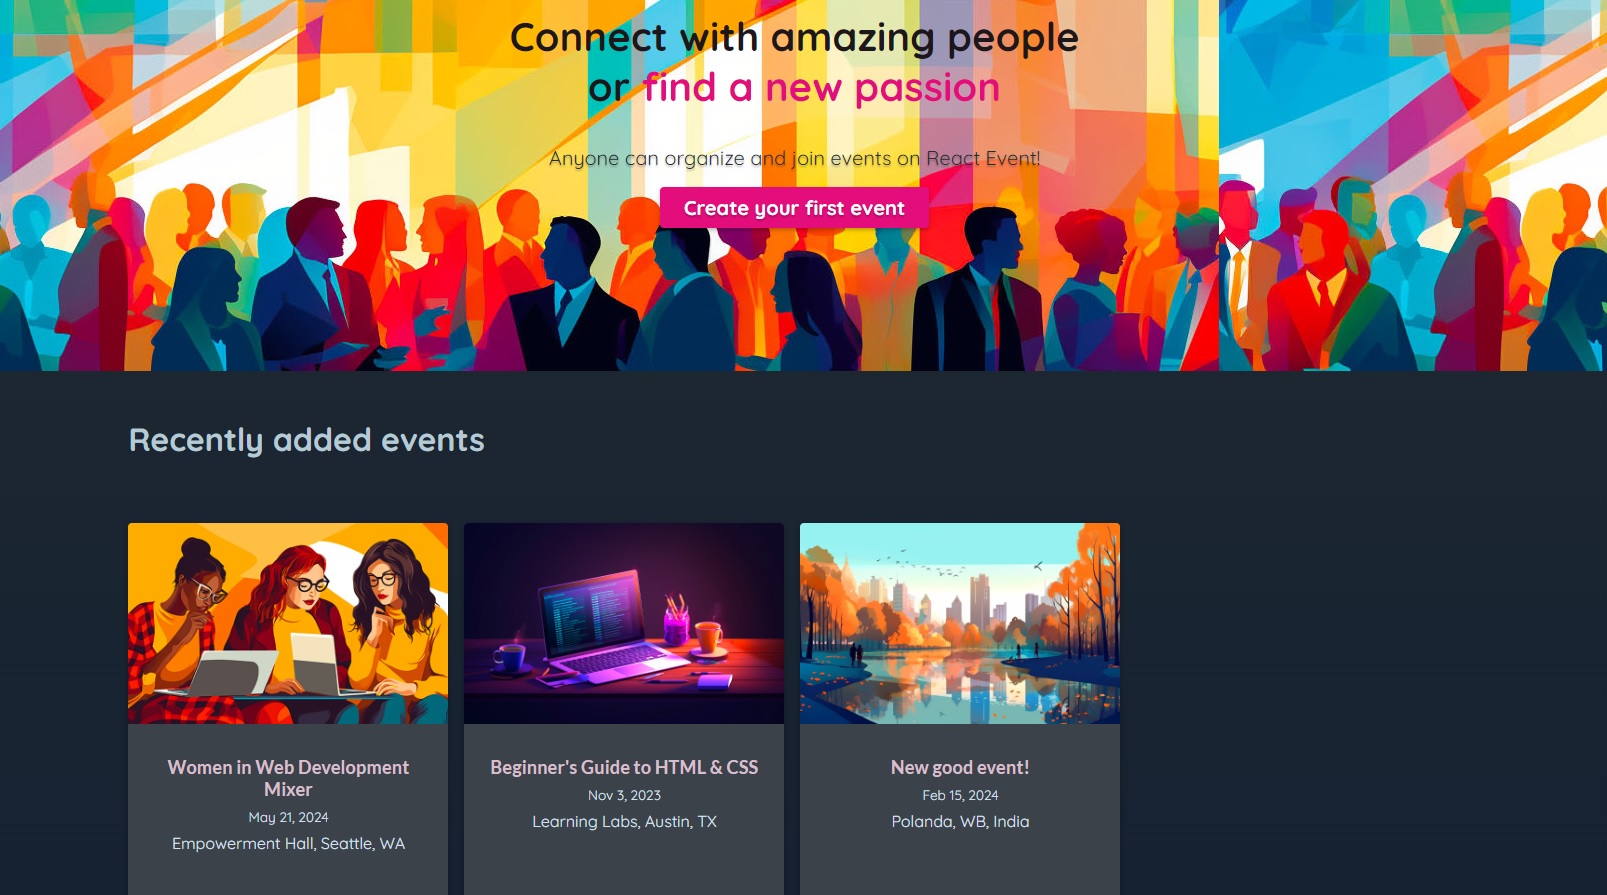 Connect with amazing people
or find a new passion
Anyone can organize and join events on React Event!
Create your first event
Recently added events
Women in Web Development
Mixer
May 21, 2024
Empowerment Hall, Seattle, WA
Beginner's Guide to HTML & CSS
Nov 3, 2023
Learning Labs, Austin, TX
New good event!
Feb 15, 2024
Polanda, WB, India